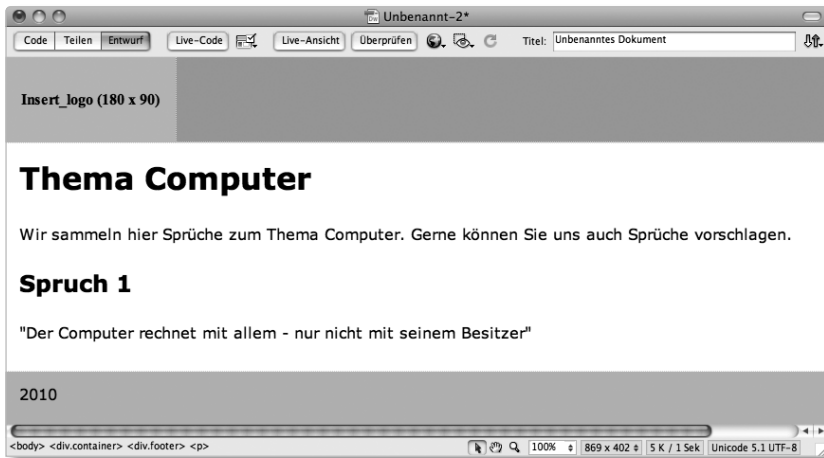 Unbenannt-2*
Code Teilen Entwurf Live-Code Live-Ansicht Überprüfen Titel: Unbenanntes Dokument
Insert_logo (180 x 90)
Thema Computer
Wir sammeln hier Sprüche zum Thema Computer. Gerne können Sie uns auch Sprüche vorschlagen.
Spruch 1
"Der Computer rechnet mit allem - nur nicht mit seinem Besitzer"
2010
<body> <div.container> <div.footer> <p> 100% 869 x 402 5 K / 1 Sek Unicode 5.1 UTF-8